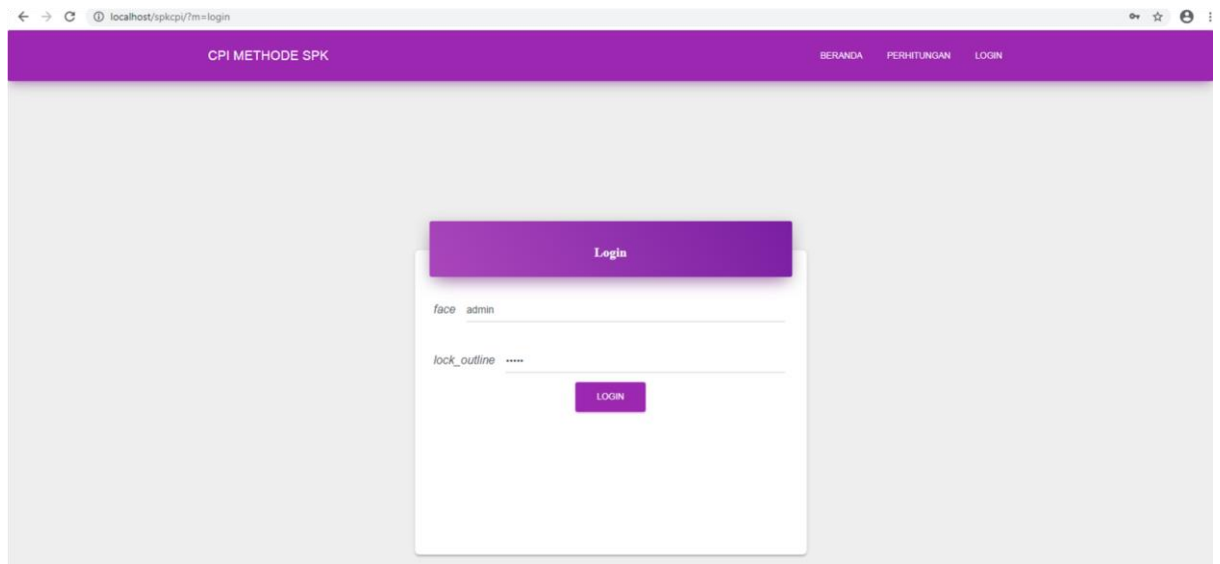 localhost/spkcpi/?m=login
CPI METHODE SPK BERANDA PERHITUNGAN LOGIN
Login
face admin
lock_outline •••••
LOGIN